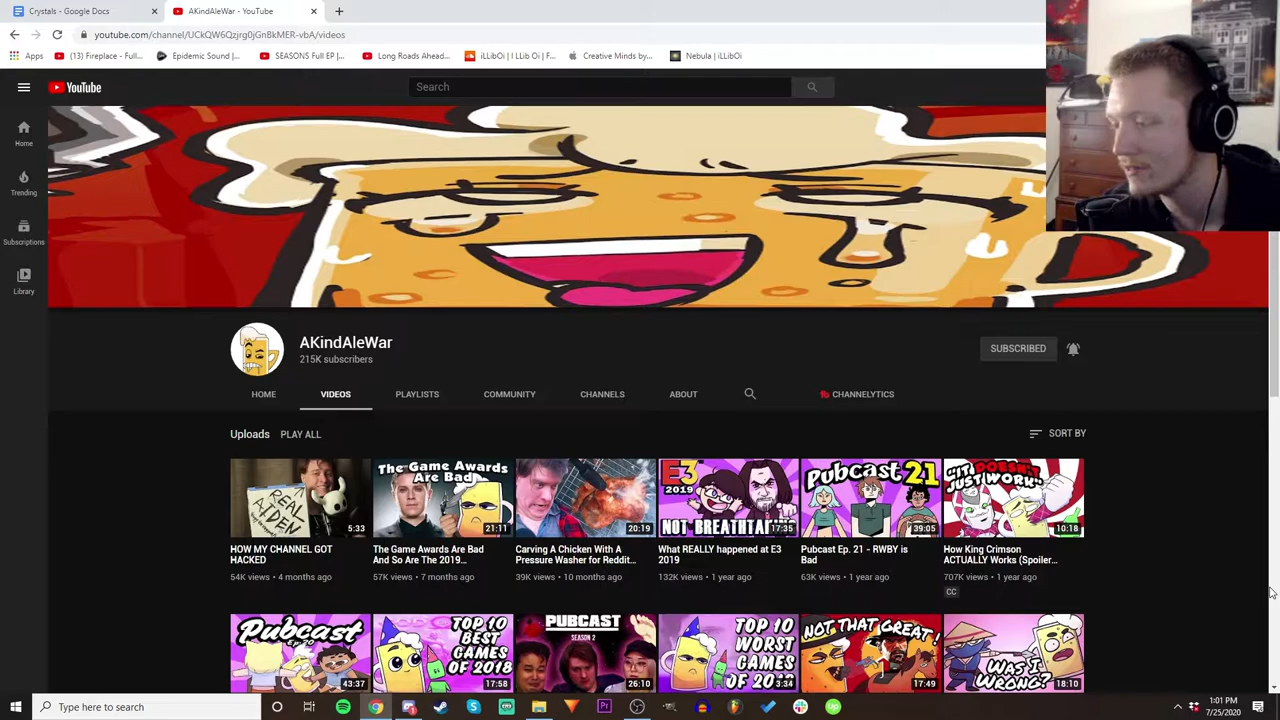 Crystals - Google Docs
AKindAleWar - YouTube
youtube.com/channel/UCkQW6Qzjrg0jGnBkMER-vbA/videos
Apps
(13) Fireplace - Full...
Epidemic Sound |...
SEASONS Full EP |...
Long Roads Ahead...
iLLibOi | I LLib Oi | F...
Creative Minds by...
Nebula | iLLibOi
YouTube
Search
Home
Trending
Subscriptions
Library
AKindAleWar
215K subscribers
SUBSCRIBED
HOME
VIDEOS
PLAYLISTS
COMMUNITY
CHANNELS
ABOUT
CHANNELYTICS
Uploads
PLAY ALL
SORT BY
REAL
AIDEN
5:33
The Game Awards
Are Bad
21:11
20:19
E3
2019
NOT BREATHTA
17:35
Pubcast 21
39:05
"IT DOESN'T
JUST WORK"
10:18
HOW MY CHANNEL GOT
HACKED
54K views • 4 months ago
The Game Awards Are Bad
And So Are The 2019...
57K views • 7 months ago
Carving A Chicken With A
Pressure Washer for Reddit...
39K views • 10 months ago
What REALLY happened at E3
2019
132K views • 1 year ago
Pubcast Ep. 21 - RWBY is
Bad
63K views • 1 year ago
How King Crimson
ACTUALLY Works (Spoiler...
707K views • 1 year ago
CC
Pubcast
Ep. 20
43:37
TOP 10
BEST
GAMES
OF 2018
17:58
PUBCAST
SEASON 2
26:10
TOP 10
WORST
GAMES
OF 20
3:34
NOT THAT GREAT!
17:49
WAS I
WRONG?
18:10
Type here to search
1:01 PM
7/25/2020